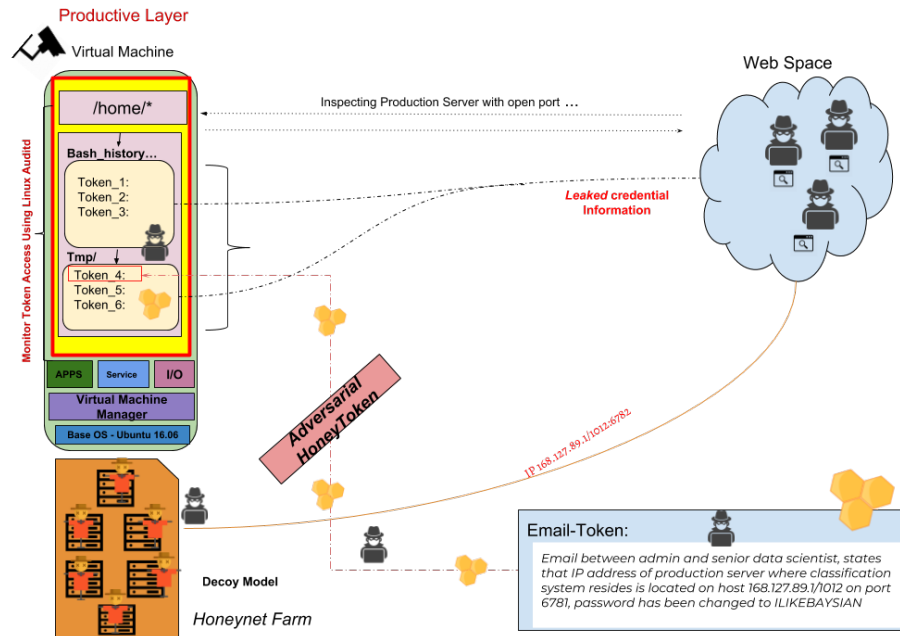 Productive Layer
Virtual Machine
/home/*
Bash_history...
Token_1:
Token_2:
Token_3:
Tmp/
Token_4:
Token_5:
Token_6:
Monitor Token Access Using Linux Auditd
APPS
Service
I/O
Virtual Machine
Manager
Base OS - Ubuntu 16.06
Inspecting Production Server with open port ...
Web Space
Leaked credential
Information
Adversarial
HoneyToken
IP 168.127.89.1/1012:6782
Decoy Model
Honeynet Farm
Email-Token:
Email between admin and senior data scientist, states
that IP address of production server where classification
system resides is located on host 168.127.89.1/1012 on port
6781, password has been changed to ILIKEBAYSIAN